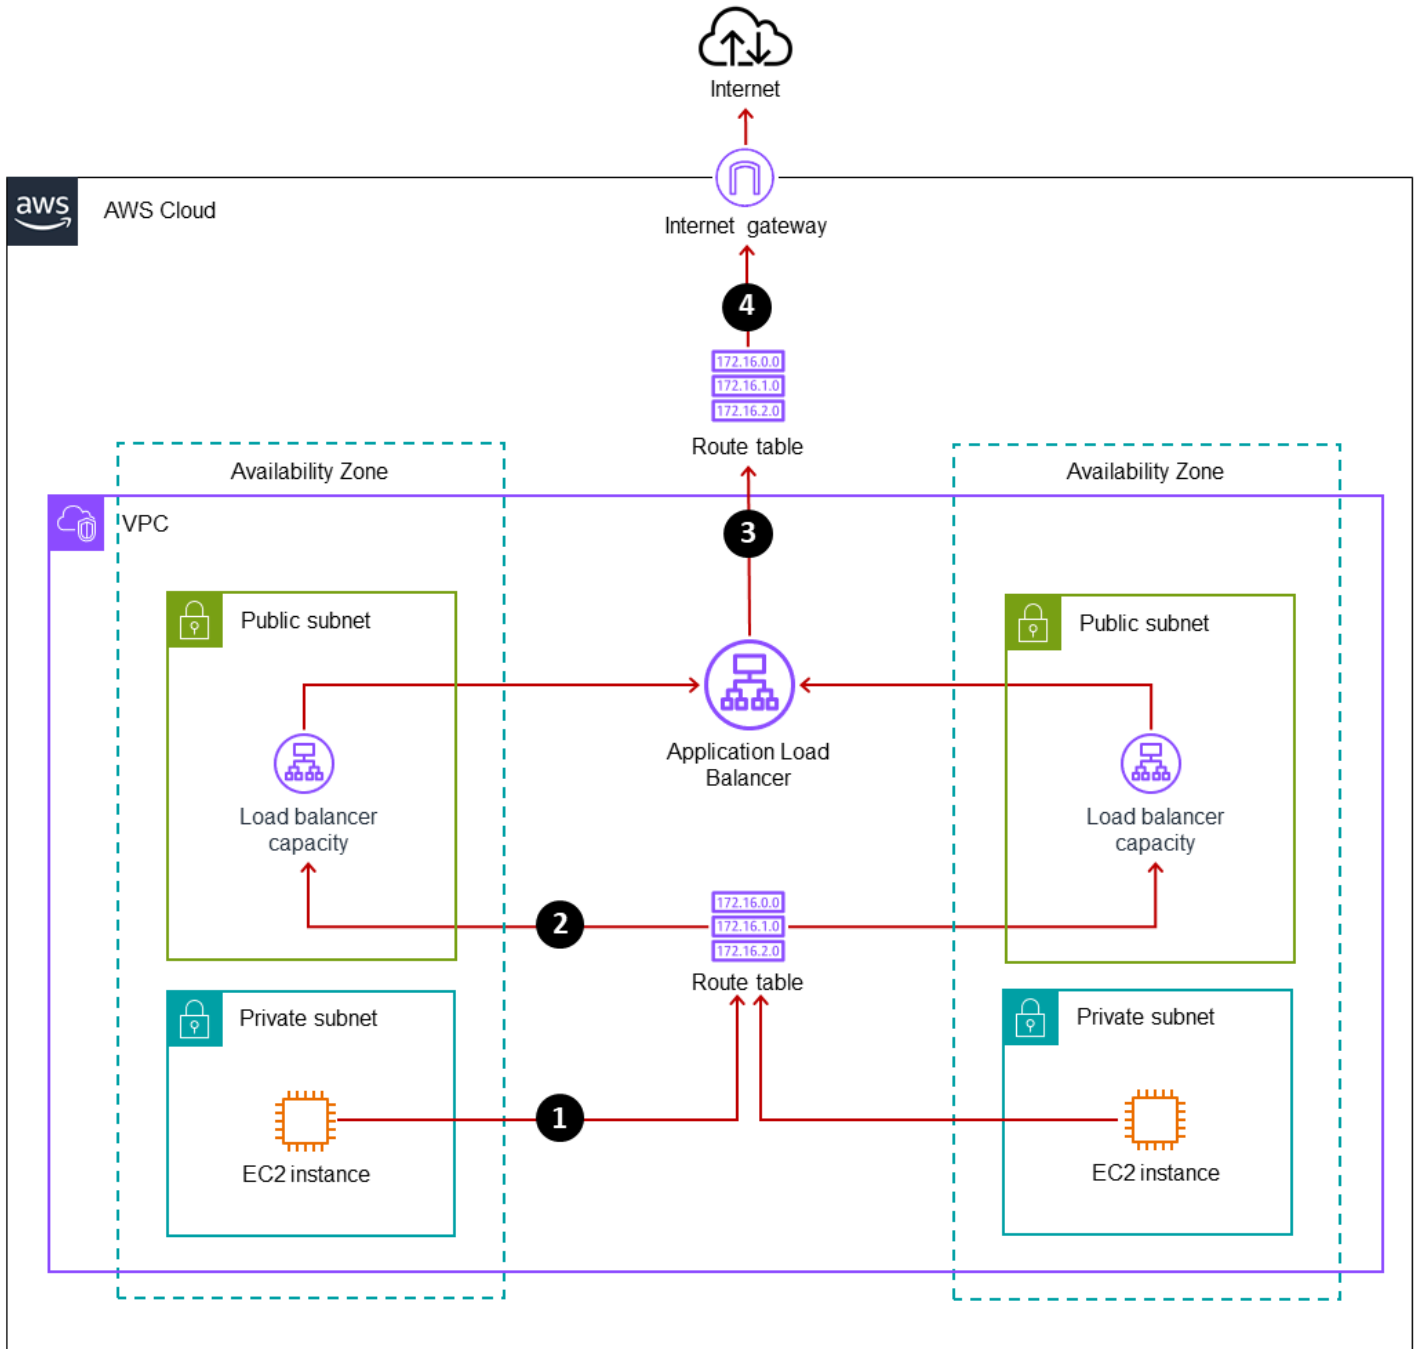 Internet
aws
AWS Cloud
Internet gateway
4
172.16.0.0
172.16.1.0
172.16.2.0
Route table
Availability Zone
Availability Zone
VPC
3
Public subnet
Public subnet
Application Load
Balancer
Load balancer
capacity
Load balancer
capacity
2
172.16.0.0
172.16.1.0
172.16.2.0
Route table
Private subnet
Private subnet
1
EC2 instance
EC2 instance